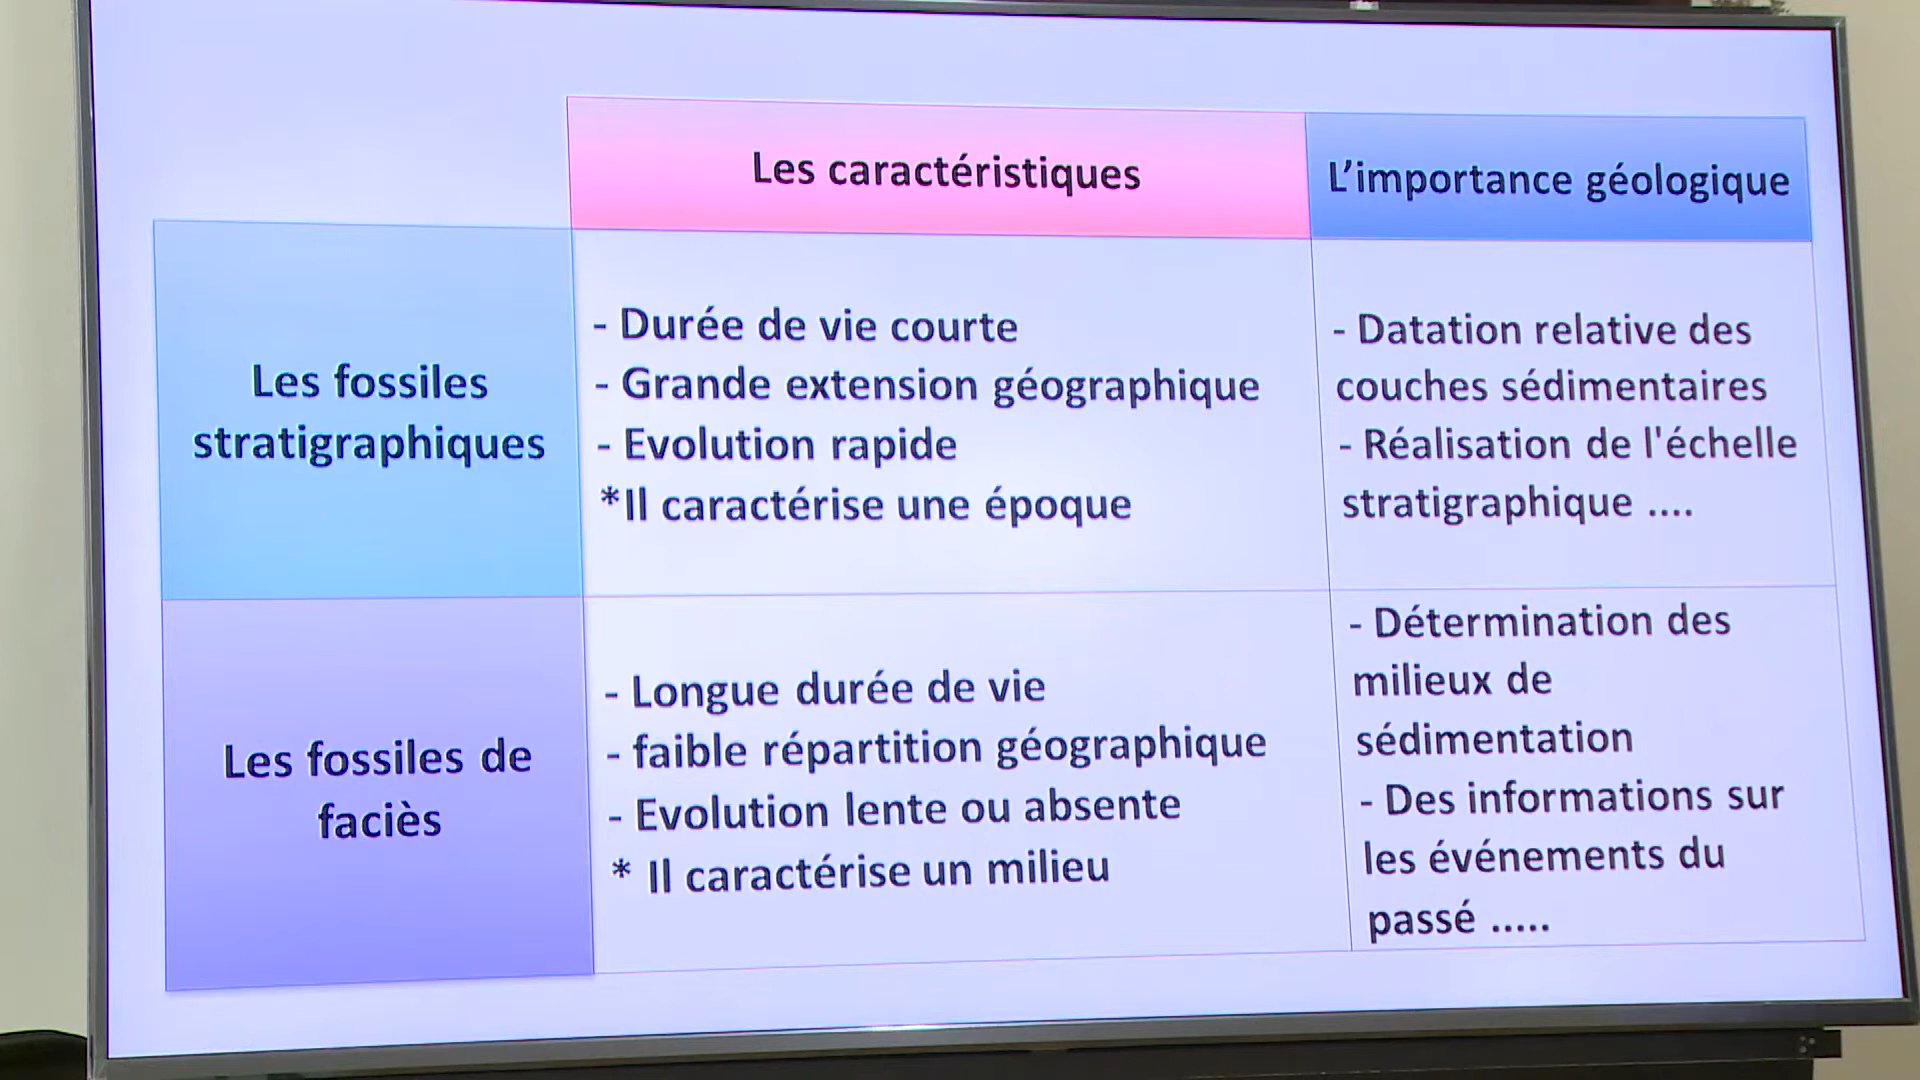 Les caractéristiques
L’importance géologique
Les fossiles
stratigraphiques
- Durée de vie courte
- Grande extension géographique
- Evolution rapide
*Il caractérise une époque
- Datation relative des
couches sédimentaires
- Réalisation de l'échelle
stratigraphique ....
Les fossiles de
faciès
- Longue durée de vie
- faible répartition géographique
- Evolution lente ou absente
* Il caractérise un milieu
- Détermination des
milieux de
sédimentation
- Des informations sur
les événements du
passé .....